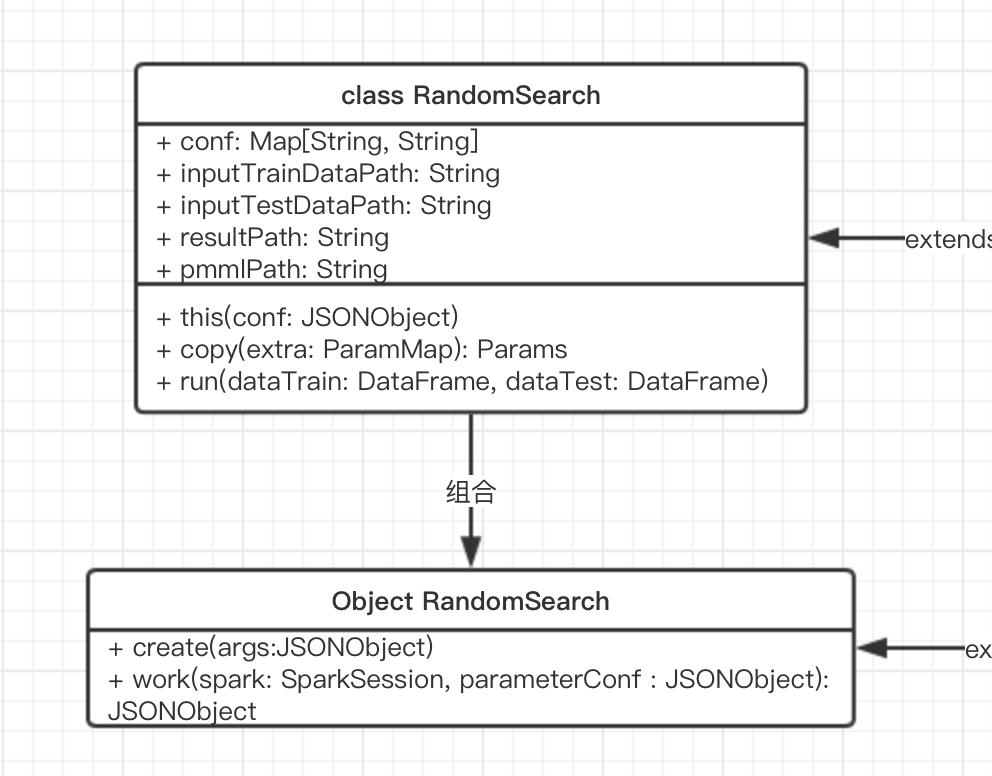 class RandomSearch
+ conf: Map[String, String]
+ inputTrainDataPath: String
+ inputTestDataPath: String
+ resultPath: String
+ pmmlPath: String
extends
+ this(conf: JSONObject)
+ copy(extra: ParamMap): Params
+ run(dataTrain: DataFrame, dataTest: DataFrame)
组合
Object RandomSearch
+ create(args:JSONObject)
ex
+ work(spark: SparkSession, parameterConf : JSONObject):
JSONObject